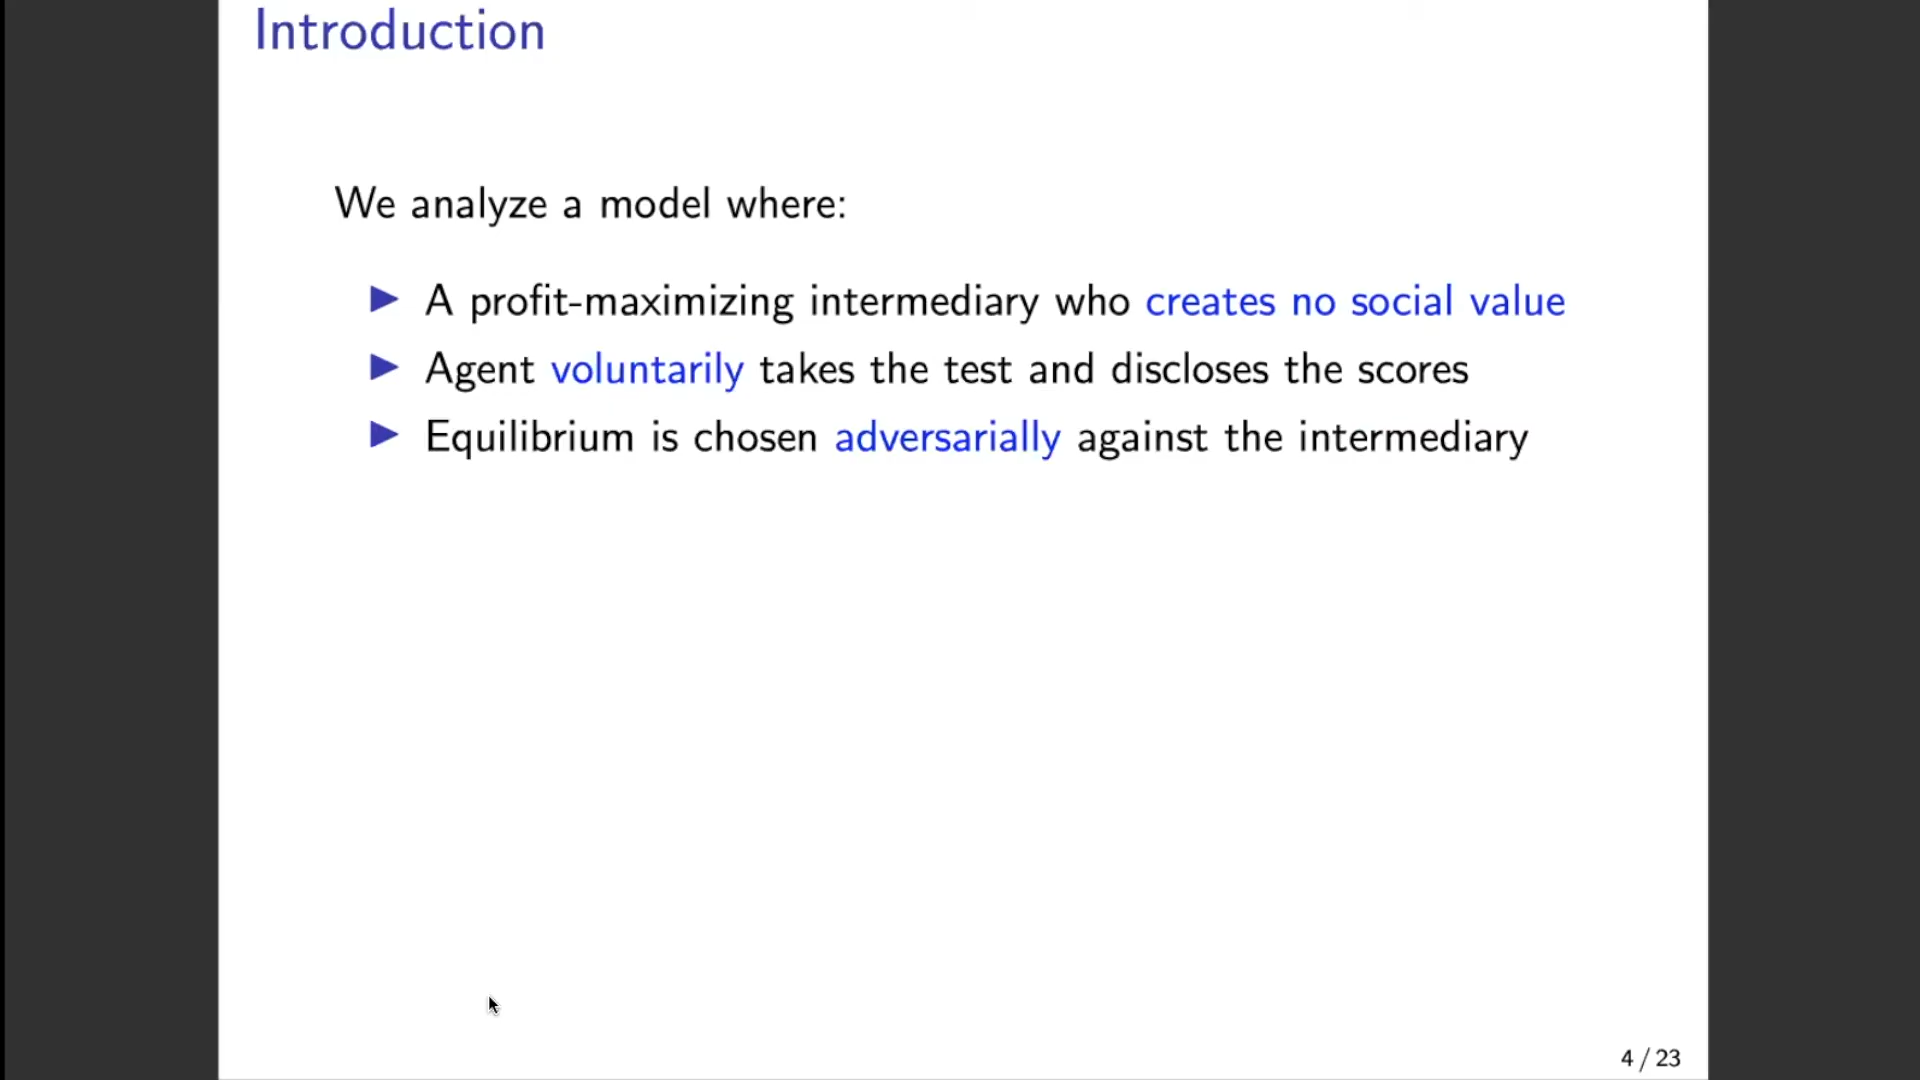 Introduction
We analyze a model where:
▶ A profit-maximizing intermediary who creates no social value
▶ Agent voluntarily takes the test and discloses the scores
▶ Equilibrium is chosen adversarially against the intermediary
4 / 23